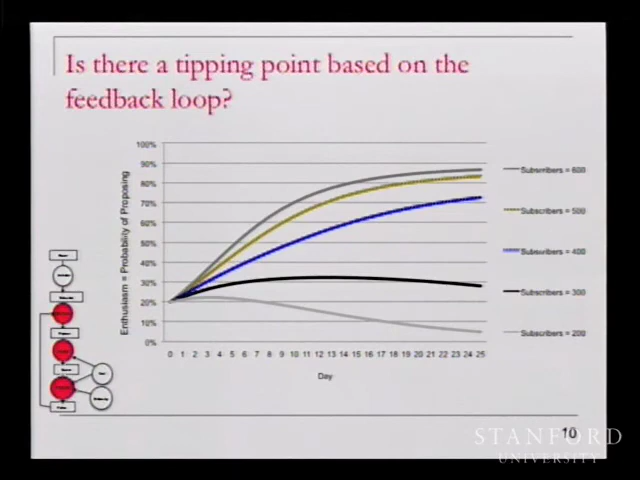 Is there a tipping point based on the
feedback loop?
100%
90%
80%
70%
60%
50%
40%
30%
20%
10%
0%
Enthusiasm = Probability of Proposing
0 1 2 3 4 5 6 7 8 9 10 11 12 13 14 15 16 17 18 19 20 21 22 23 24 25
Day
Subscribers = 600
Subscribers = 500
Subscribers = 400
Subscribers = 300
Subscribers = 200
10
STANFORD
UNIVERSITY